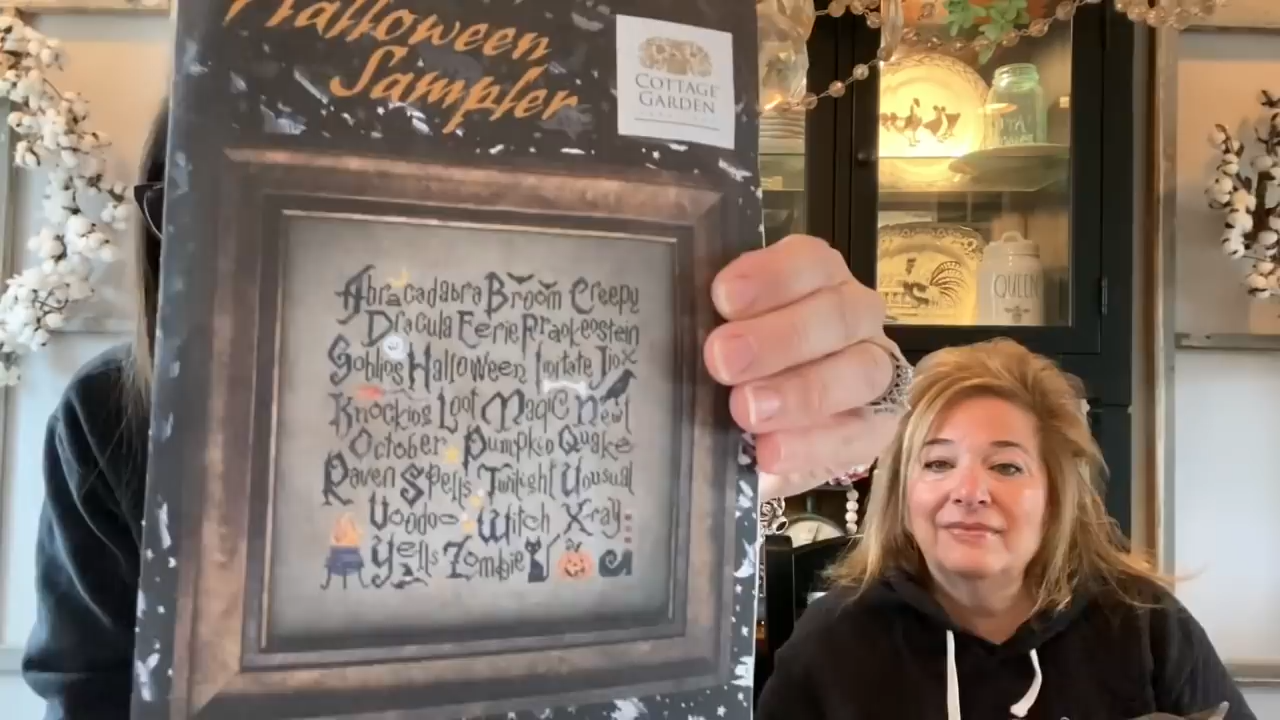 Halloween
Sampler
COTTAGE
GARDEN
Abracadabra Broom Creepy
Dracula Eerie Frankenstein
Goblins Halloween Imitate Jinx
Knocking Loot Magic Newt
October Pumpkin Quake
Raven Spells Twilight Unusual
Voodoo Witch X-ray
Yells Zombie
QUEEN